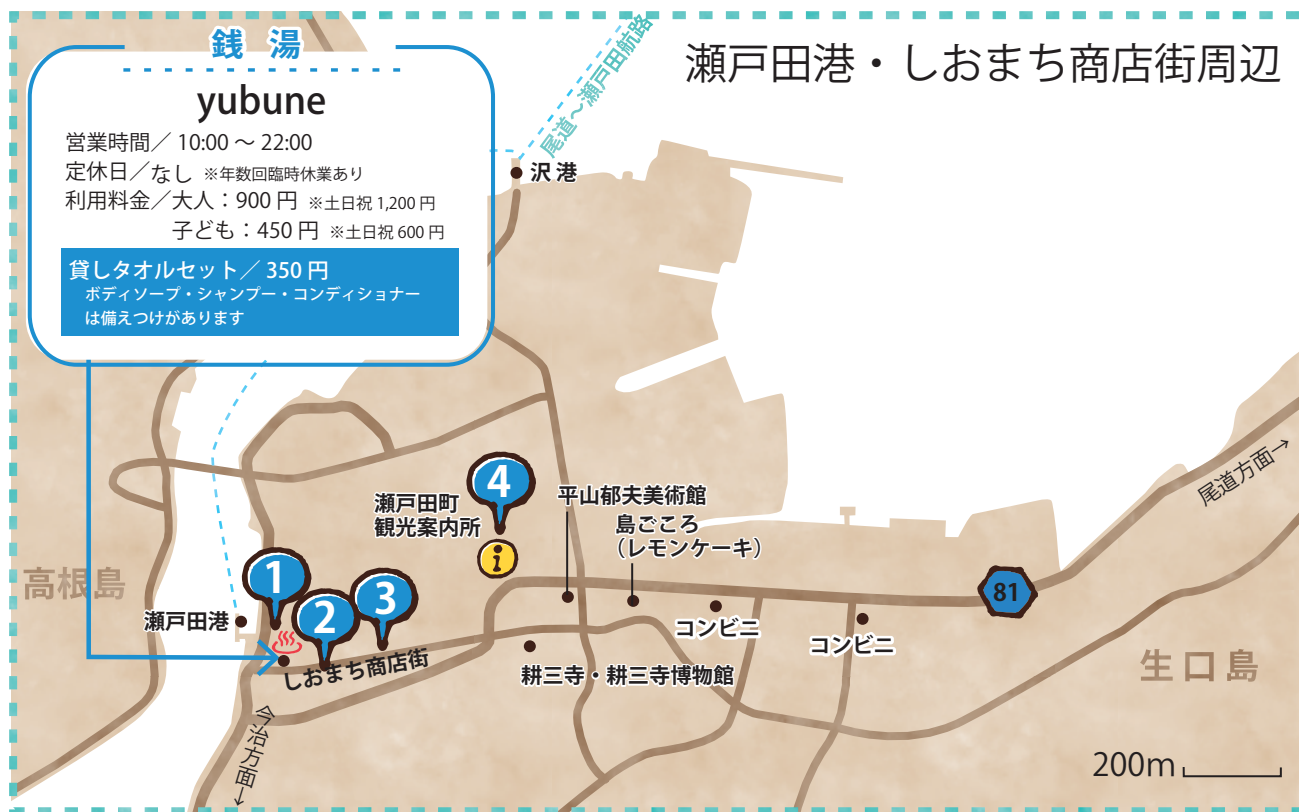 瀬戸田港・しおまち商店街周辺
銭湯
yubune
営業時間／ 10:00 ～ 22:00
定休日／なし ※年数回臨時休業あり
利用料金／大人：900 円 ※土日祝 1,200 円
子ども：450 円 ※土日祝 600 円
貸しタオルセット／ 350 円
ボディソープ・シャンプー・コンディショナー
は備えつけがあります
尾道～瀬戸田航路
沢港
4
瀬戸田町
観光案内所
i
平山郁夫美術館
島ごころ
（レモンケーキ）
尾道方面→
高根島
1
2
3
瀬戸田港
しおまち商店街
耕三寺・耕三寺博物館
コンビニ
コンビニ
81
生口島
今治方面→
200m